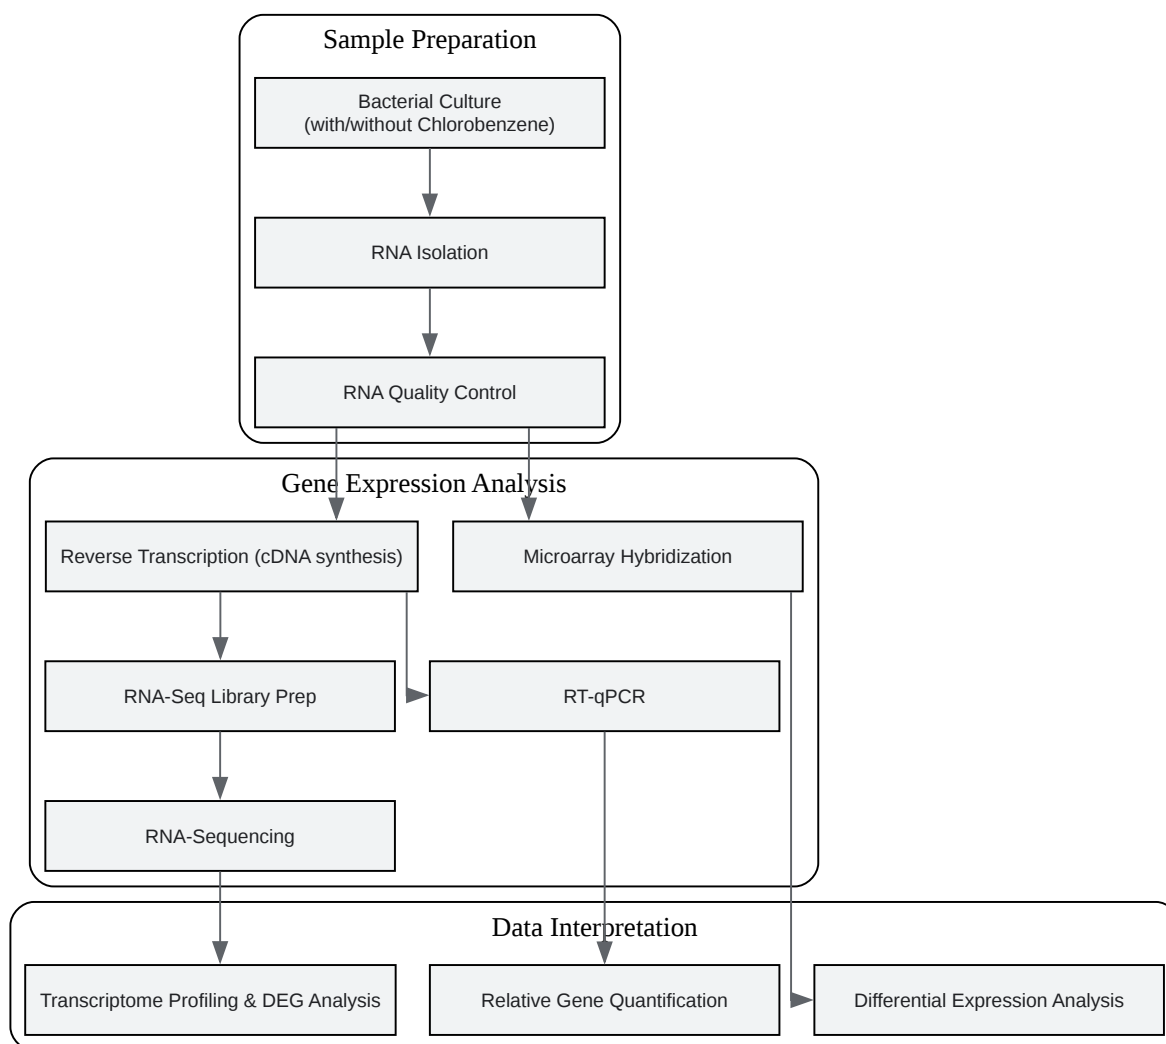 Sample Preparation
Bacterial Culture
(with/without Chlorobenzene)
RNA Isolation
RNA Quality Control
Gene Expression Analysis
Reverse Transcription (cDNA synthesis)
Microarray Hybridization
RNA-Seq Library Prep
RT-qPCR
RNA-Sequencing
Data Interpretation
Transcriptome Profiling & DEG Analysis
Relative Gene Quantification
Differential Expression Analysis